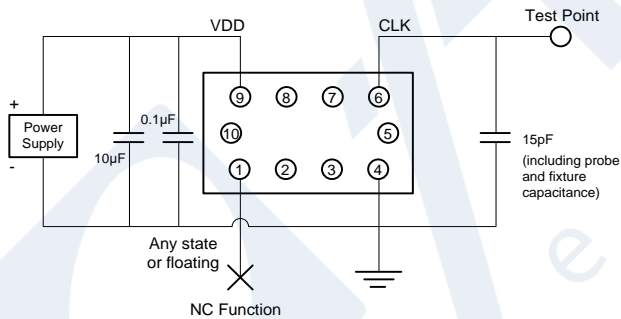 Test Point
VDD
CLK
+
Power
Supply
-
0.1µF
10µF
9
8
7
6
10
5
1
2
3
4
15pF
(including probe
and fixture
capacitance)
Any state
or floating
NC Function
e